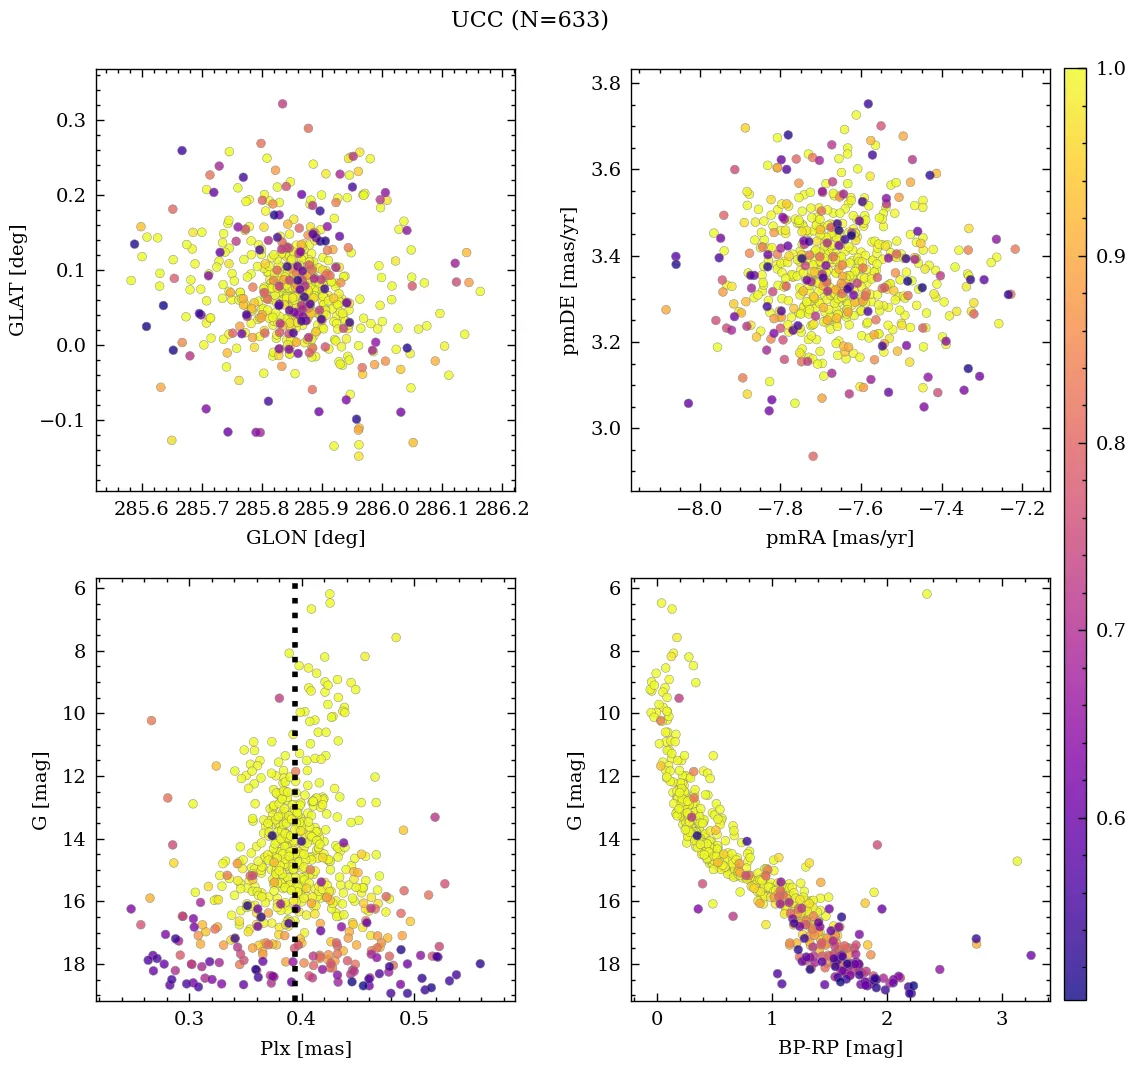 UCC (N=633)
0.3
0.2
0.1
0.0
−0.1
GLAT [deg]
285.6 285.7 285.8 285.9 286.0 286.1 286.2
GLON [deg]
3.8
3.6
3.4
3.2
3.0
pmDE [mas/yr]
−8.0 −7.8 −7.6 −7.4 −7.2
pmRA [mas/yr]
6
8
10
12
14
16
18
G [mag]
0.3 0.4 0.5
Plx [mas]
6
8
10
12
14
16
18
G [mag]
0 1 2 3
BP-RP [mag]
1.0
0.9
0.8
0.7
0.6